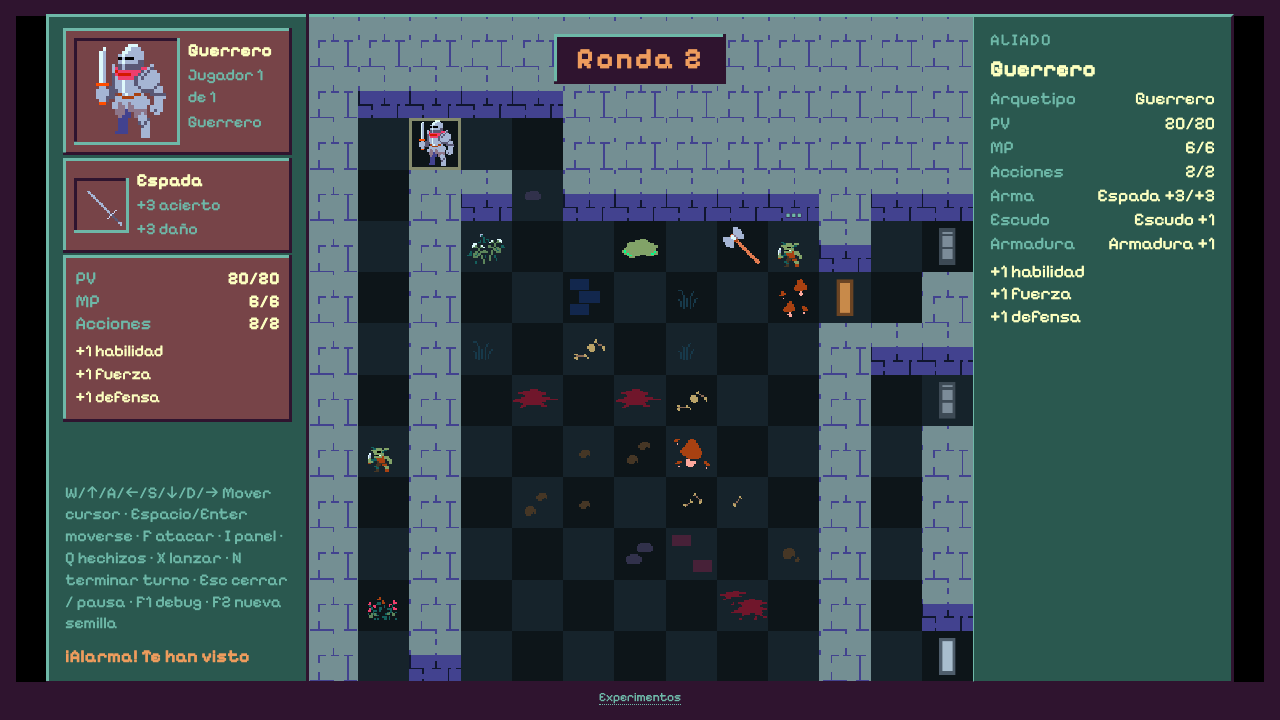 Guerrero
Jugador 1
de 1
Guerrero
Espada
+3 acierto
+3 daño
PV 20/20
MP 6/6
Acciones 2/2
+1 habilidad
+1 fuerza
+1 defensa
W/↑/A/←/S/↓/D/→ Mover
cursor · Espacio/Enter
moverse · F atacar · I panel ·
Q hechizos · X lanzar · N
terminar turno · Esc cerrar
/ pausa · F1 debug · F2 nueva
semilla
¡Alarma! Te han visto
Ronda 2
...
ALIADO
Guerrero
Arquetipo Guerrero
PV 20/20
MP 6/6
Acciones 2/2
Arma Espada +3/+3
Escudo Escudo +1
Armadura Armadura +1
+1 habilidad
+1 fuerza
+1 defensa
Experimentos